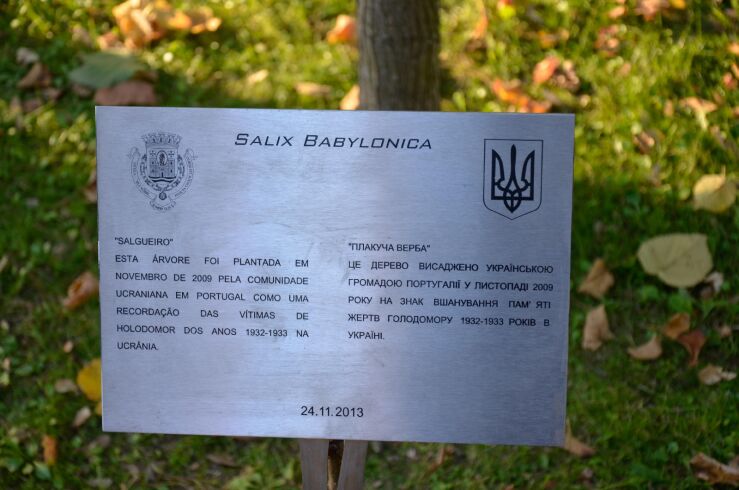 SALIX BABYLONICA
"SALGUEIRO"
ESTA ÁRVORE FOI PLANTADA EM
NOVEMBRO DE 2009 PELA COMUNIDADE
UCRANIANA EM PORTUGAL COMO UMA
RECORDAÇÃO DAS VÍTIMAS DE
HOLODOMOR DOS ANOS 1932-1933 NA
UCRÂNIA.
"ПЛАКУЧА ВЕРБА"
ЦЕ ДЕРЕВО ВИСАДЖЕНО УКРАЇНСЬКОЮ
ГРОМАДОЮ ПОРТУГАЛІЇ У ЛИСТОПАДІ 2009
РОКУ НА ЗНАК ВШАНУВАННЯ ПАМ' ЯТІ
ЖЕРТВ ГОЛОДОМОРУ 1932-1933 РОКІВ В
УКРАЇНІ.
24.11.2013